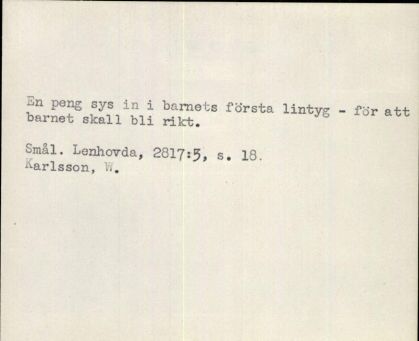 En peng sys in i barnets första lintyg - för att
barnet skall bli rikt.
Smål. Lenhovda, 2817:5, s. 18.
Karlsson, W.